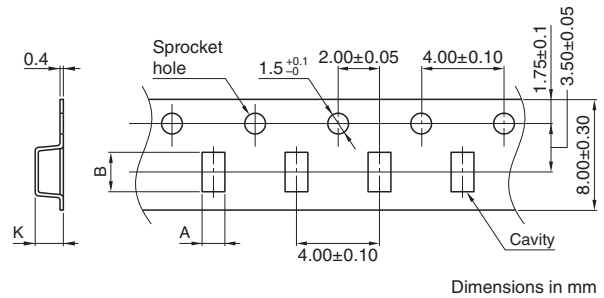 0.4
Sprocket
hole
1.5 +0.1 −0
2.00±0.05
4.00±0.10
1.75±0.1
3.50±0.05
8.00±0.30
B
K
A
4.00±0.10
Cavity
Dimensions in mm